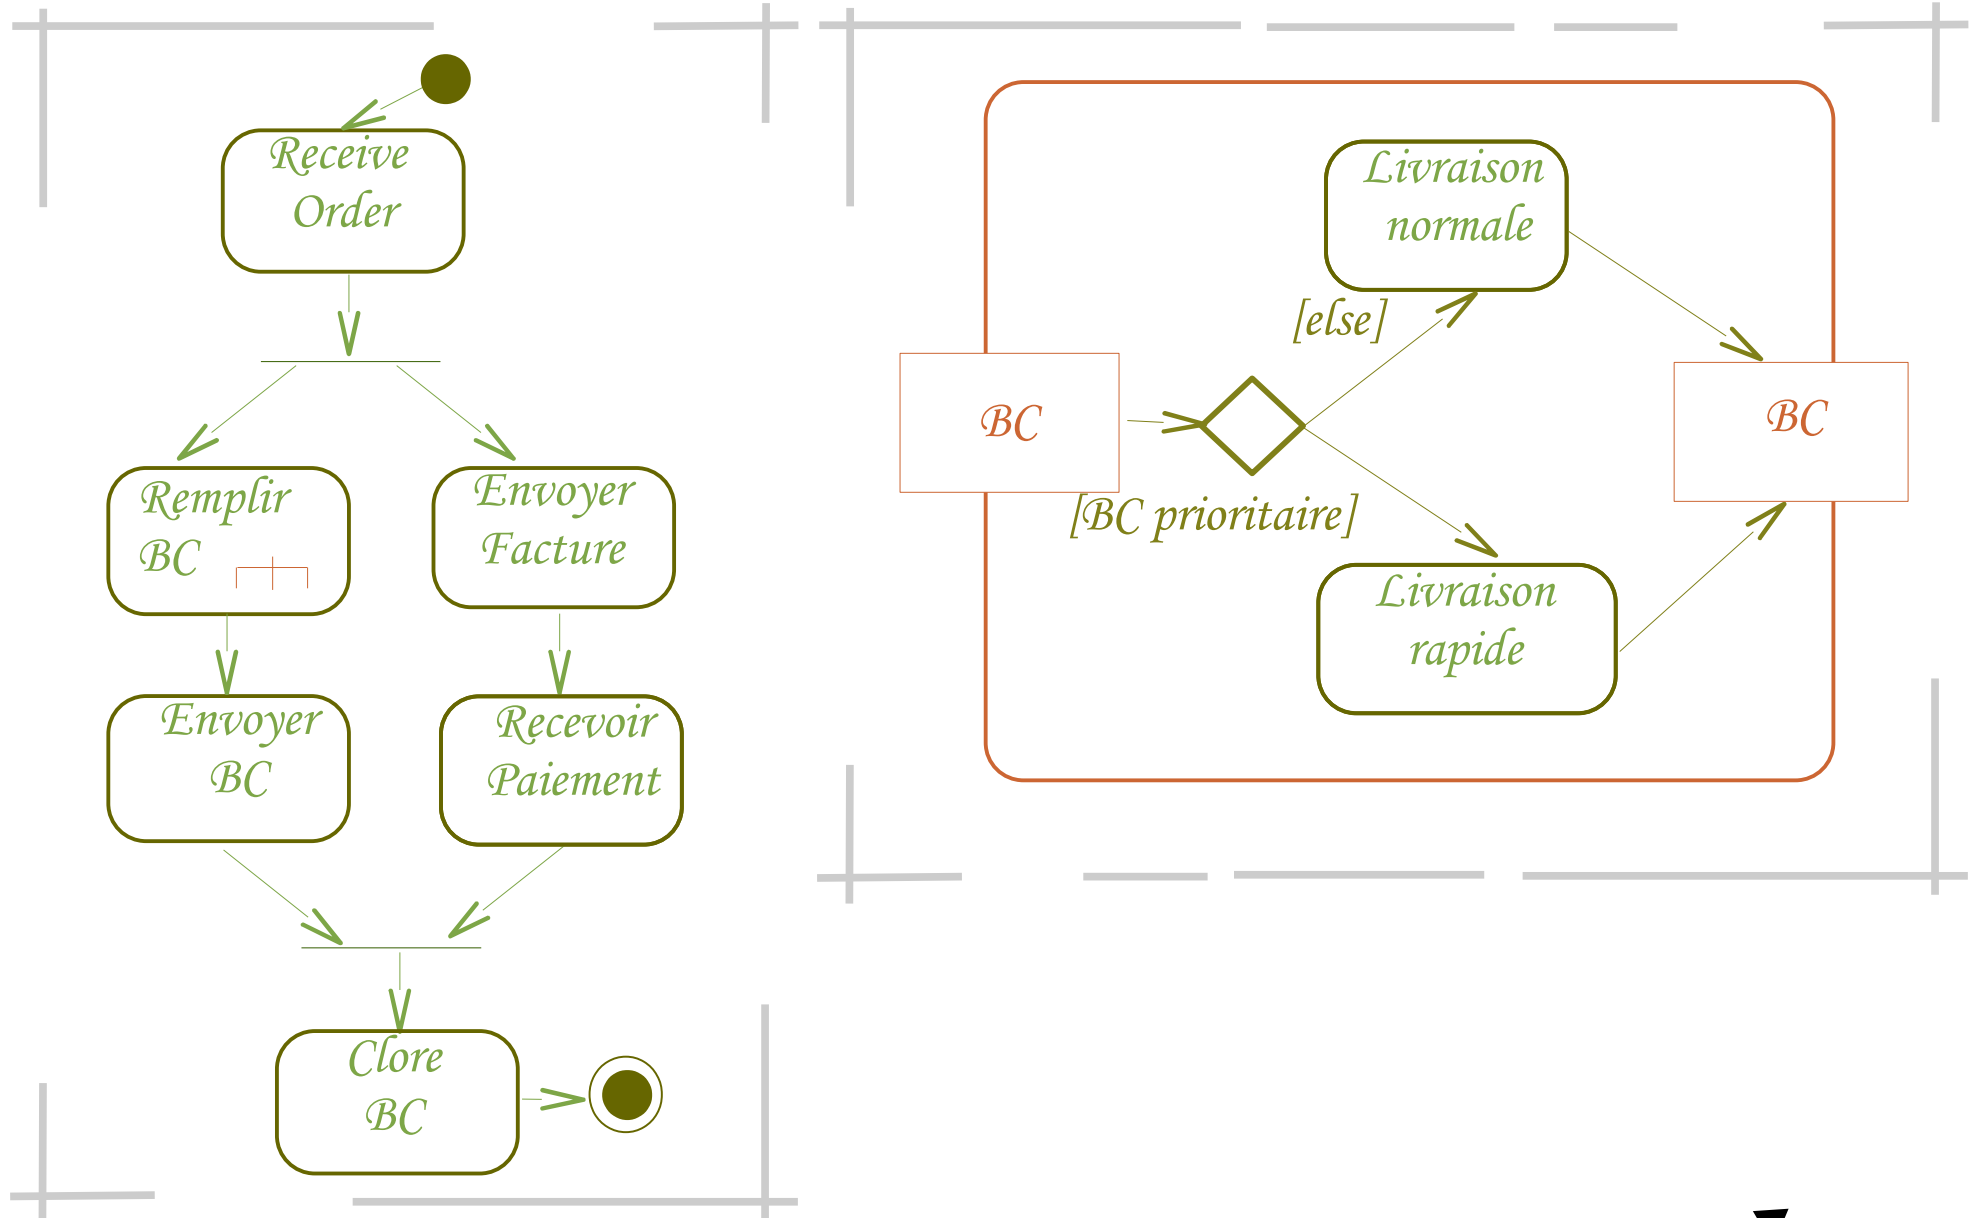 Receive
Order
Remplir
BC
Envoyer
Facture
Envoyer
BC
Recevoir
Paiement
Clore
BC
Livraison
normale
[else]
BC
BC
[BC prioritaire]
Livraison
rapide